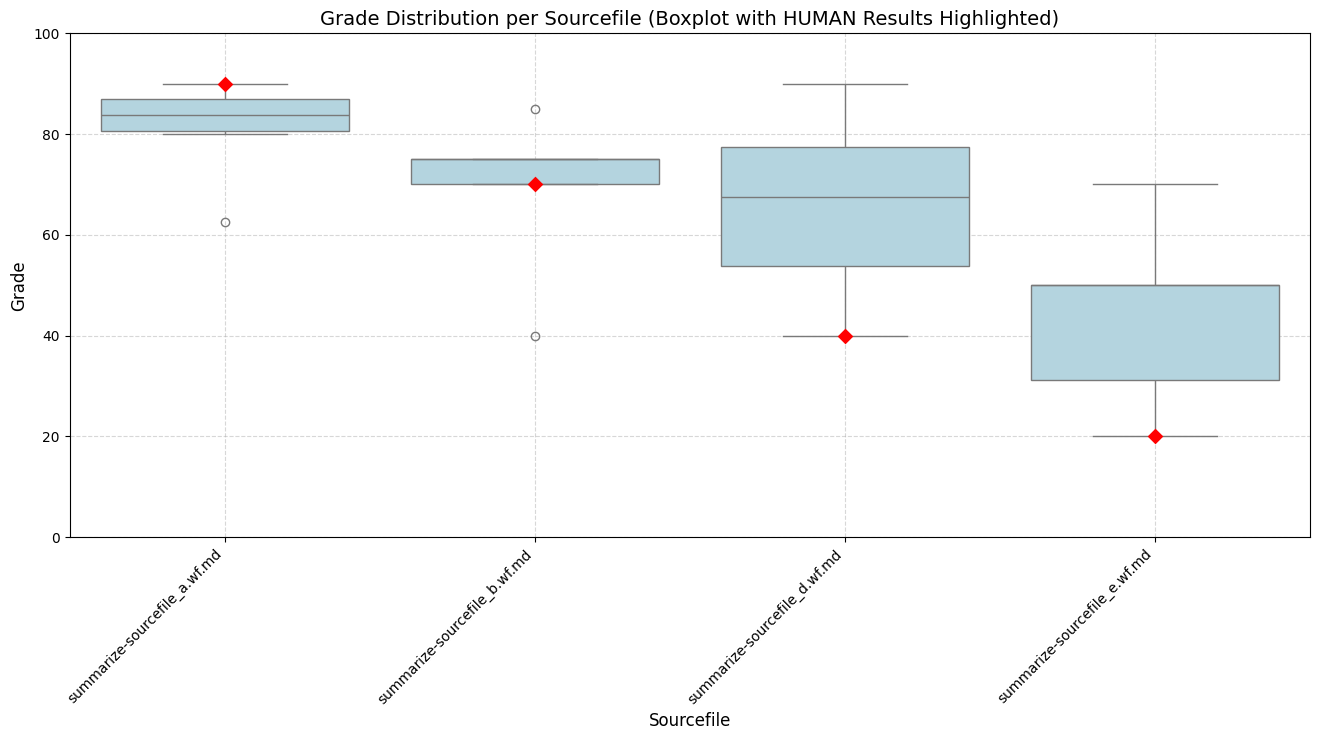 Grade Distribution per Sourcefile (Boxplot with HUMAN Results Highlighted)
100
80
60
40
20
0
Grade
summarize-sourcefile_a.wf.md
summarize-sourcefile_b.wf.md
summarize-sourcefile_d.wf.md
summarize-sourcefile_e.wf.md
Sourcefile